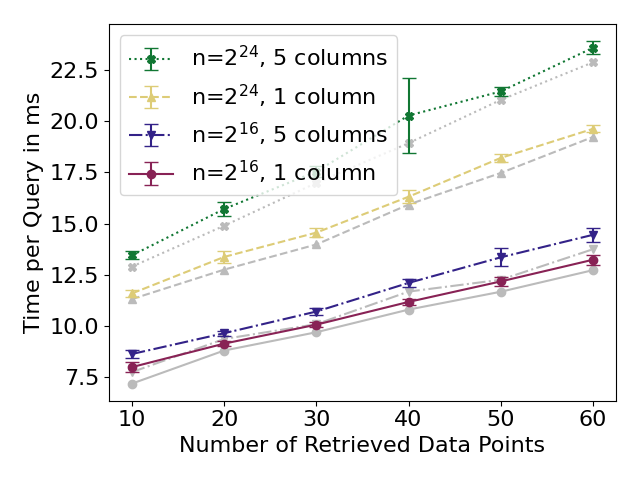 n=2^24, 5 columns
n=2^24, 1 column
n=2^16, 5 columns
n=2^16, 1 column
Time per Query in ms
22.5
20.0
17.5
15.0
12.5
10.0
7.5
10 20 30 40 50 60
Number of Retrieved Data Points